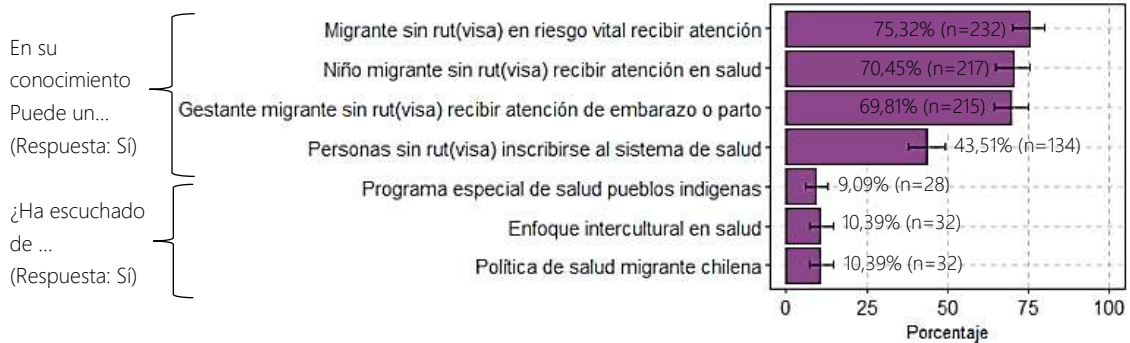 En su
conocimiento
Puede un...
(Respuesta: Sí)
Migrante sin rut(visa) en riesgo vital recibir atención 75,32% (n=232)
Niño migrante sin rut(visa) recibir atención en salud 70,45% (n=217)
Gestante migrante sin rut(visa) recibir atención de embarazo o parto 69,81% (n=215)
Personas sin rut(visa) inscribirse al sistema de salud 43,51% (n=134)
¿Ha escuchado
de ...
(Respuesta: Sí)
Programa especial de salud pueblos indigenas 9,09% (n=28)
Enfoque intercultural en salud 10,39% (n=32)
Política de salud migrante chilena 10,39% (n=32)
0 25 50 75 100
Porcentaje